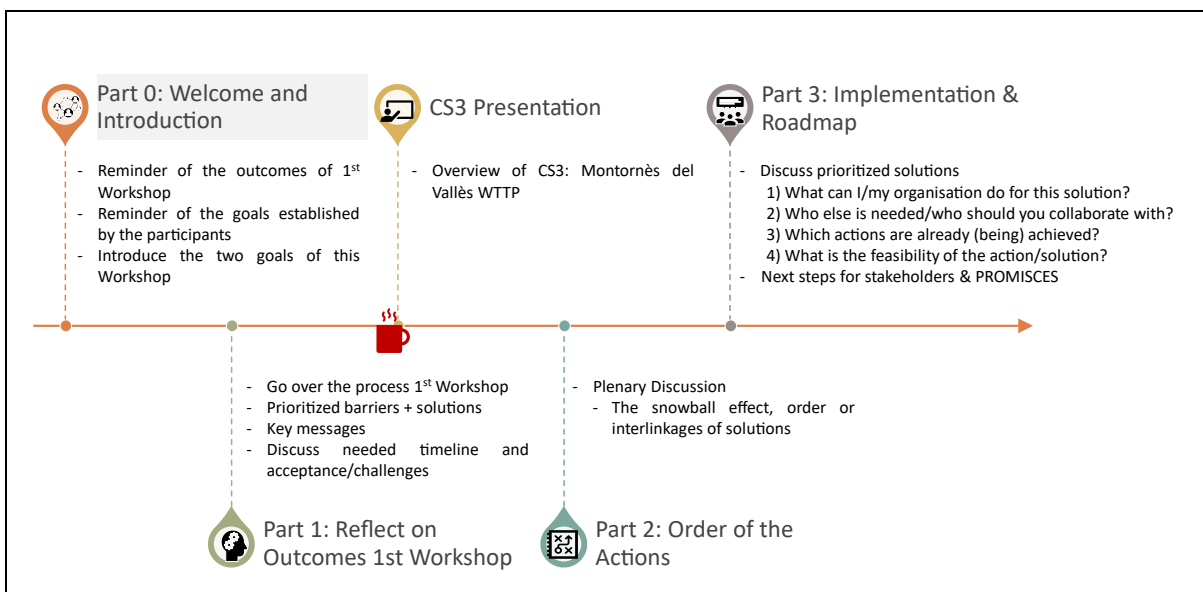 Part 0: Welcome and
Introduction
- Reminder of the outcomes of 1st
Workshop
- Reminder of the goals established
by the participants
- Introduce the two goals of this
Workshop
CS3 Presentation
- Overview of CS3: Montornès del
Vallès WTTP
Part 3: Implementation &
Roadmap
- Discuss prioritized solutions
1) What can I/my organisation do for this solution?
2) Who else is needed/who should you collaborate with?
3) Which actions are already (being) achieved?
4) What is the feasibility of the action/solution?
- Next steps for stakeholders & PROMISCES
- Go over the process 1st Workshop
- Prioritized barriers + solutions
- Key messages
- Discuss needed timeline and
acceptance/challenges
Part 1: Reflect on
Outcomes 1st Workshop
- Plenary Discussion
- The snowball effect, order or
interlinkages of solutions
Part 2: Order of the
Actions